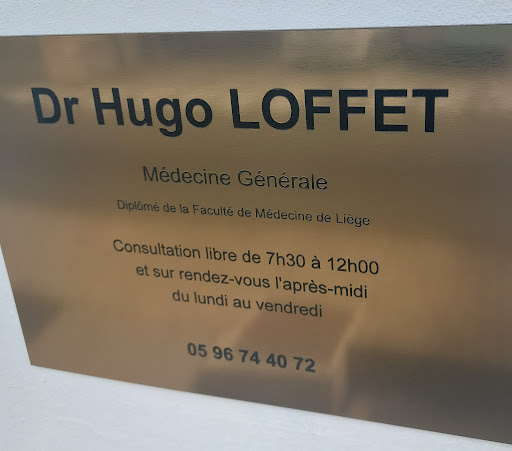 Dr Hugo LOFFET
Médecine Générale
Diplômé de la Faculté de Médecine de Liège
Consultation libre de 7h30 à 12h00
et sur rendez-vous l'après-midi
du lundi au vendredi
05 96 74 40 72